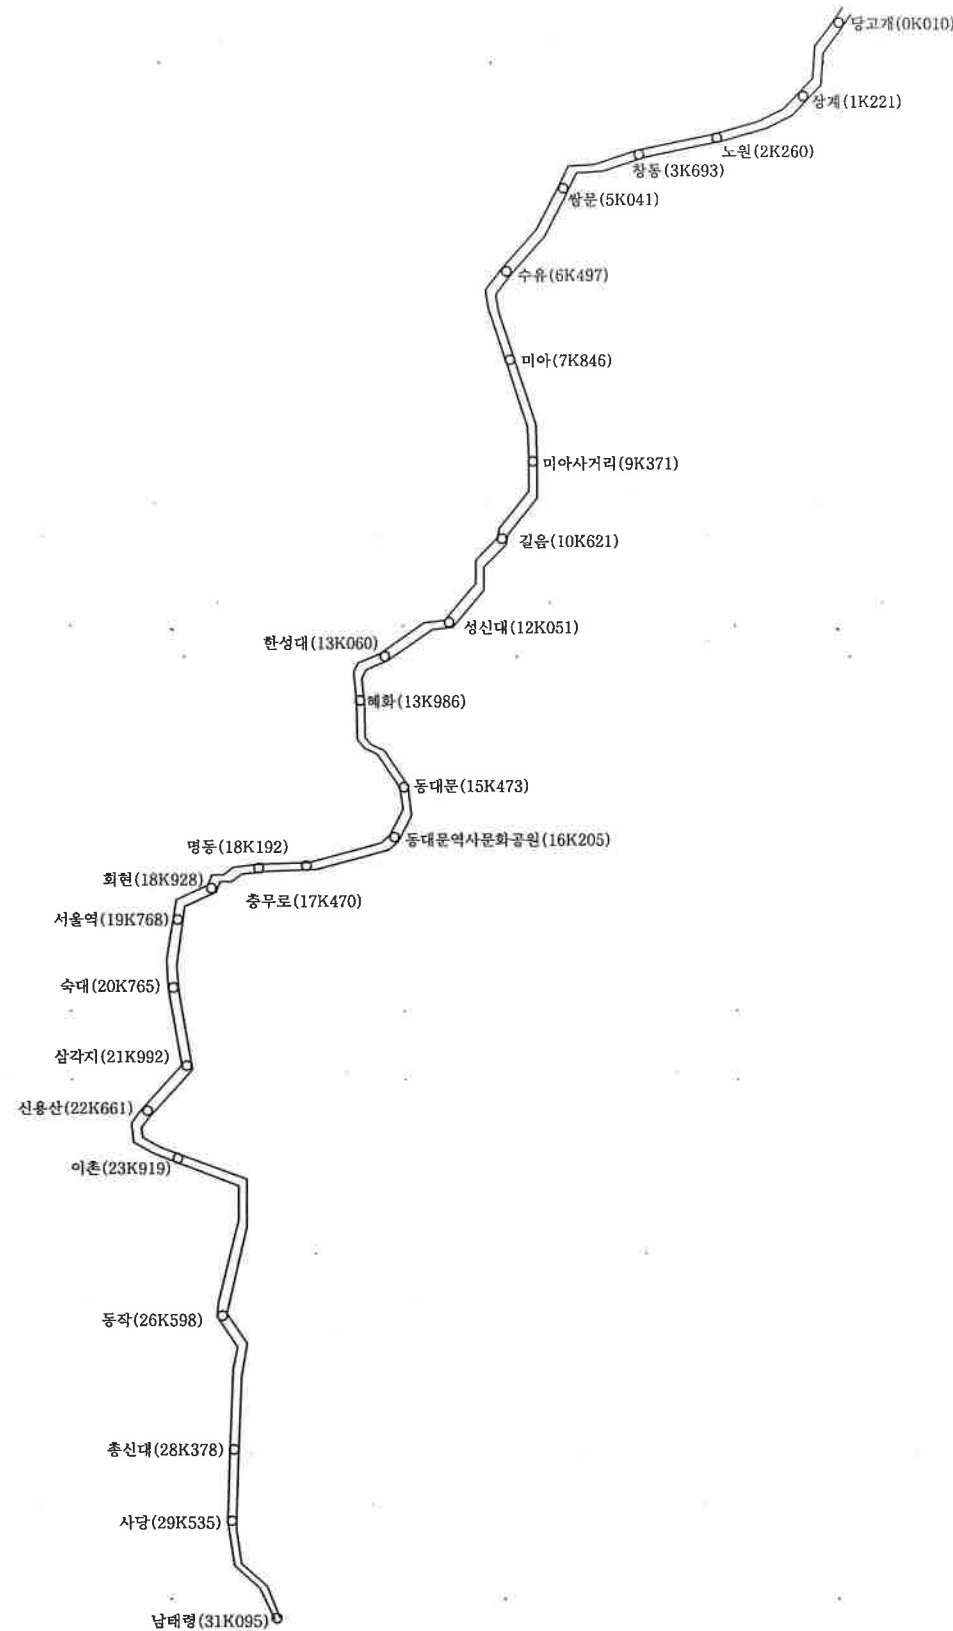 당고개(0K010)
상계(1K221)
노원(2K260)
창동(3K693)
쌍문(5K041)
수유(6K497)
미아(7K846)
미아사거리(9K371)
길음(10K621)
성신대(12K051)
한성대(13K060)
혜화(13K986)
동대문(15K473)
동대문역사문화공원(16K205)
명동(18K192)
회현(18K928)
충무로(17K470)
서울역(19K768)
숙대(20K765)
삼각지(21K992)
신용산(22K661)
이촌(23K919)
동작(26K598)
총신대(28K378)
사당(29K535)
남태령(31K095)